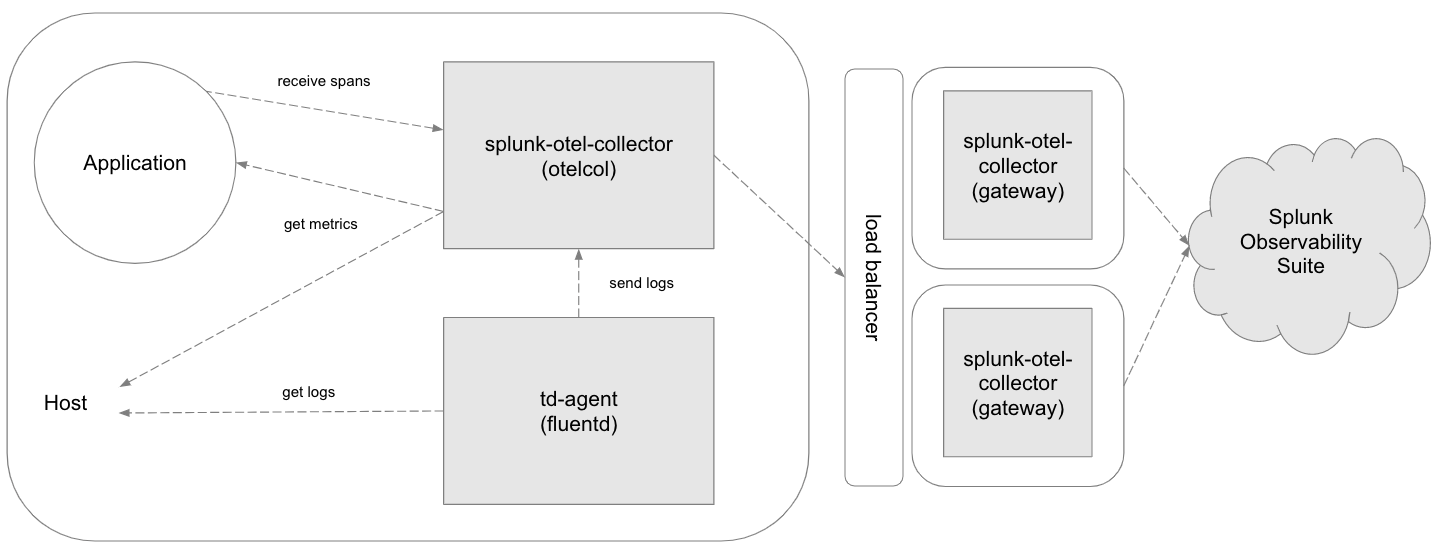 receive spans
Application
splunk-otel-collector
(otelcol)
get metrics
send logs
Host
get logs
td-agent
(fluentd)
load balancer
splunk-otel-
collector
(gateway)
splunk-otel-
collector
(gateway)
Splunk
Observability
Suite